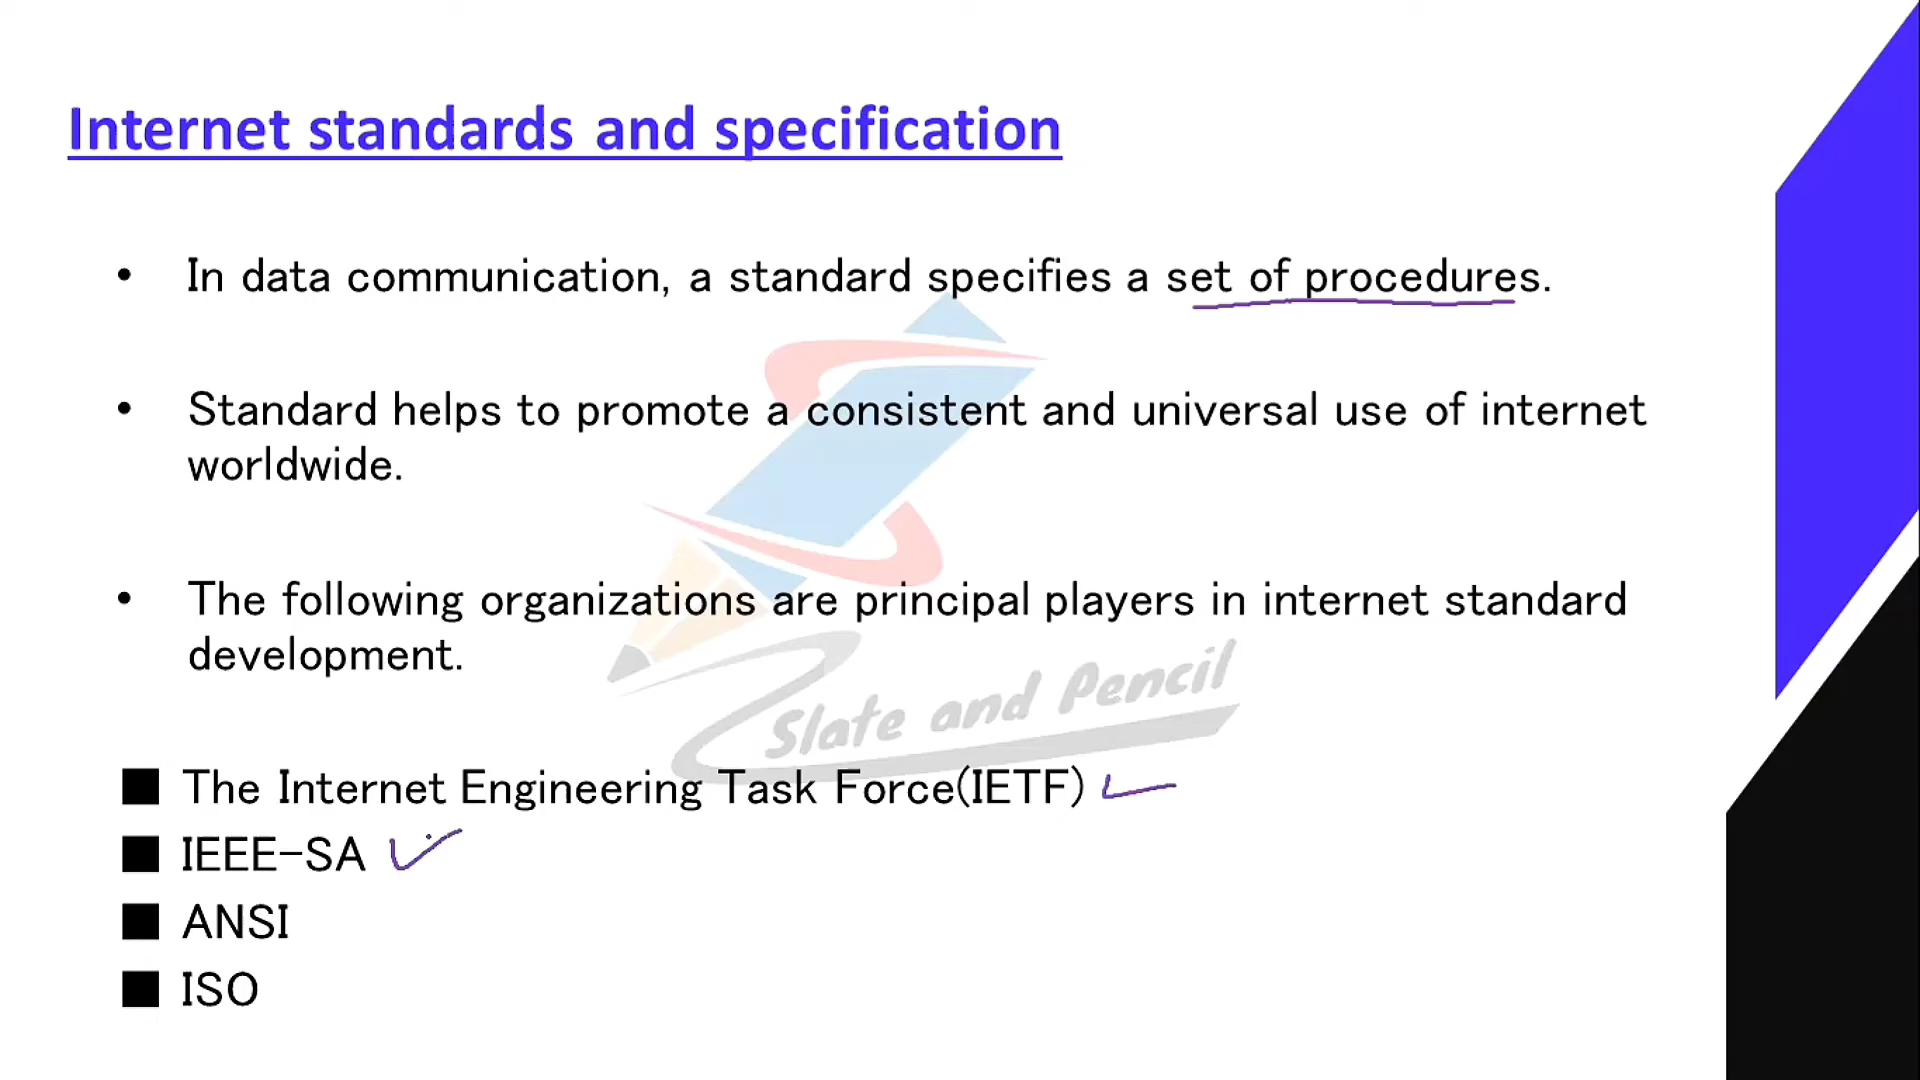 Internet standards and specification
• In data communication, a standard specifies a set of procedures.
• Standard helps to promote a consistent and universal use of internet
worldwide.
• The following organizations are principal players in internet standard
development.
Slate and Pencil
■ The Internet Engineering Task Force(IETF)
■ IEEE-SA
■ ANSI
■ ISO